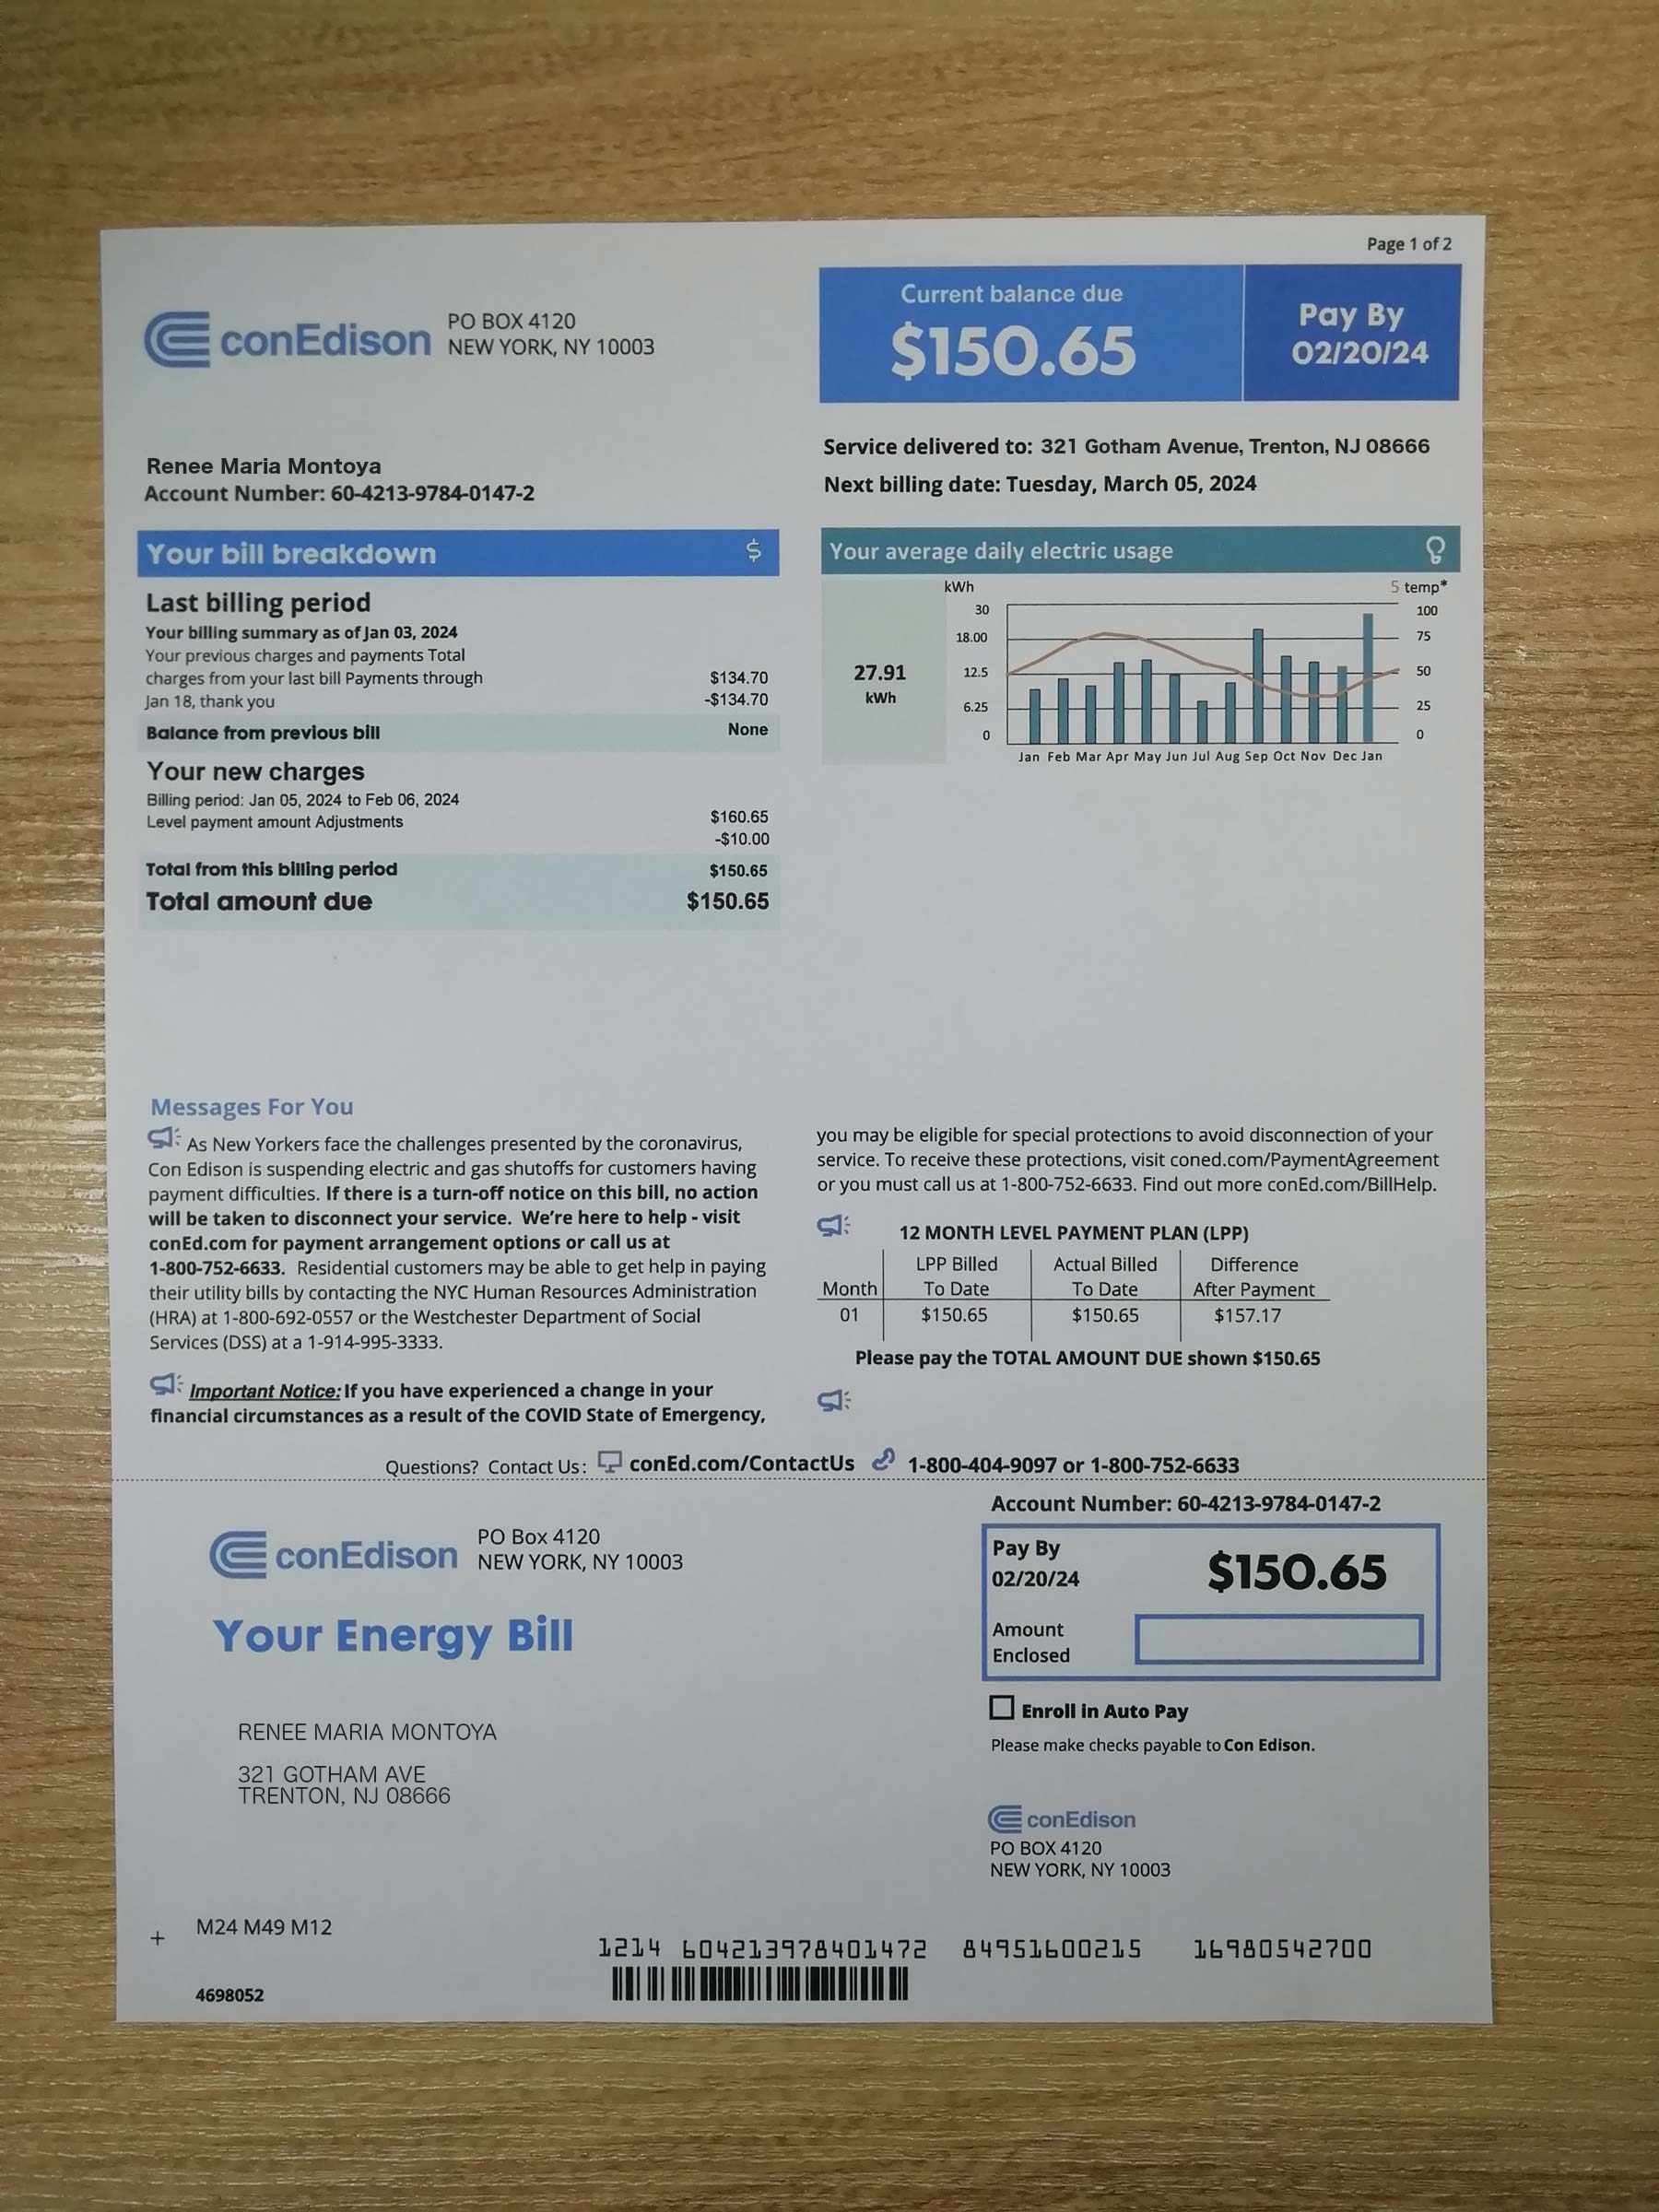 Page 1 of 2
conEdison
PO BOX 4120
NEW YORK, NY 10003
Current balance due
$150.65
Pay By
02/20/24
Renee Maria Montoya
Account Number: 60-4213-9784-0147-2
Service delivered to: 321 Gotham Avenue, Trenton, NJ 08666
Next billing date: Tuesday, March 05, 2024
Your bill breakdown $
Last billing period
Your billing summary as of Jan 03, 2024
Your previous charges and payments Total
charges from your last bill Payments through $134.70
Jan 18, thank you -$134.70
Balance from previous bill None
Your new charges
Billing period: Jan 05, 2024 to Feb 06, 2024
Level payment amount Adjustments $160.65
-$10.00
Total from this billing period $150.65
Total amount due $150.65
Your average daily electric usage
27.91
kWh
kWh 5 temp*
30 100
18.00 75
12.5 50
6.25 25
0 0
Jan Feb Mar Apr May Jun Jul Aug Sep Oct Nov Dec Jan
Messages For You
As New Yorkers face the challenges presented by the coronavirus,
Con Edison is suspending electric and gas shutoffs for customers having
payment difficulties. If there is a turn-off notice on this bill, no action
will be taken to disconnect your service. We're here to help - visit
conEd.com for payment arrangement options or call us at
1-800-752-6633. Residential customers may be able to get help in paying
their utility bills by contacting the NYC Human Resources Administration
(HRA) at 1-800-692-0557 or the Westchester Department of Social
Services (DSS) at a 1-914-995-3333.
Important Notice: If you have experienced a change in your
financial circumstances as a result of the COVID State of Emergency,
you may be eligible for special protections to avoid disconnection of your
service. To receive these protections, visit coned.com/PaymentAgreement
or you must call us at 1-800-752-6633. Find out more conEd.com/BillHelp.
12 MONTH LEVEL PAYMENT PLAN (LPP)
LPP Billed Actual Billed Difference
Month To Date To Date After Payment
01 $150.65 $150.65 $157.17
Please pay the TOTAL AMOUNT DUE shown $150.65
Questions? Contact Us: conEd.com/ContactUs 1-800-404-9097 or 1-800-752-6633
Account Number: 60-4213-9784-0147-2
conEdison
PO Box 4120
NEW YORK, NY 10003
Your Energy Bill
Pay By
02/20/24
$150.65
Amount
Enclosed
Enroll in Auto Pay
Please make checks payable to Con Edison.
RENEE MARIA MONTOYA
321 GOTHAM AVE
TRENTON, NJ 08666
conEdison
PO BOX 4120
NEW YORK, NY 10003
+ M24 M49 M12
1214 604213978401472 84951600215 16980542700
4698052